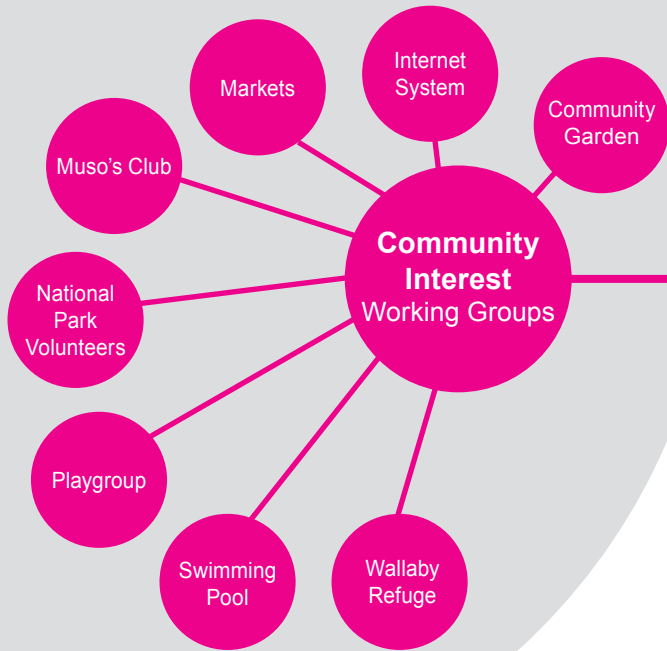 Internet
System
Markets
Community
Garden
Muso's Club
Community
Interest
Working Groups
National
Park
Volunteers
Playgroup
Swimming
Pool
Wallaby
Refuge